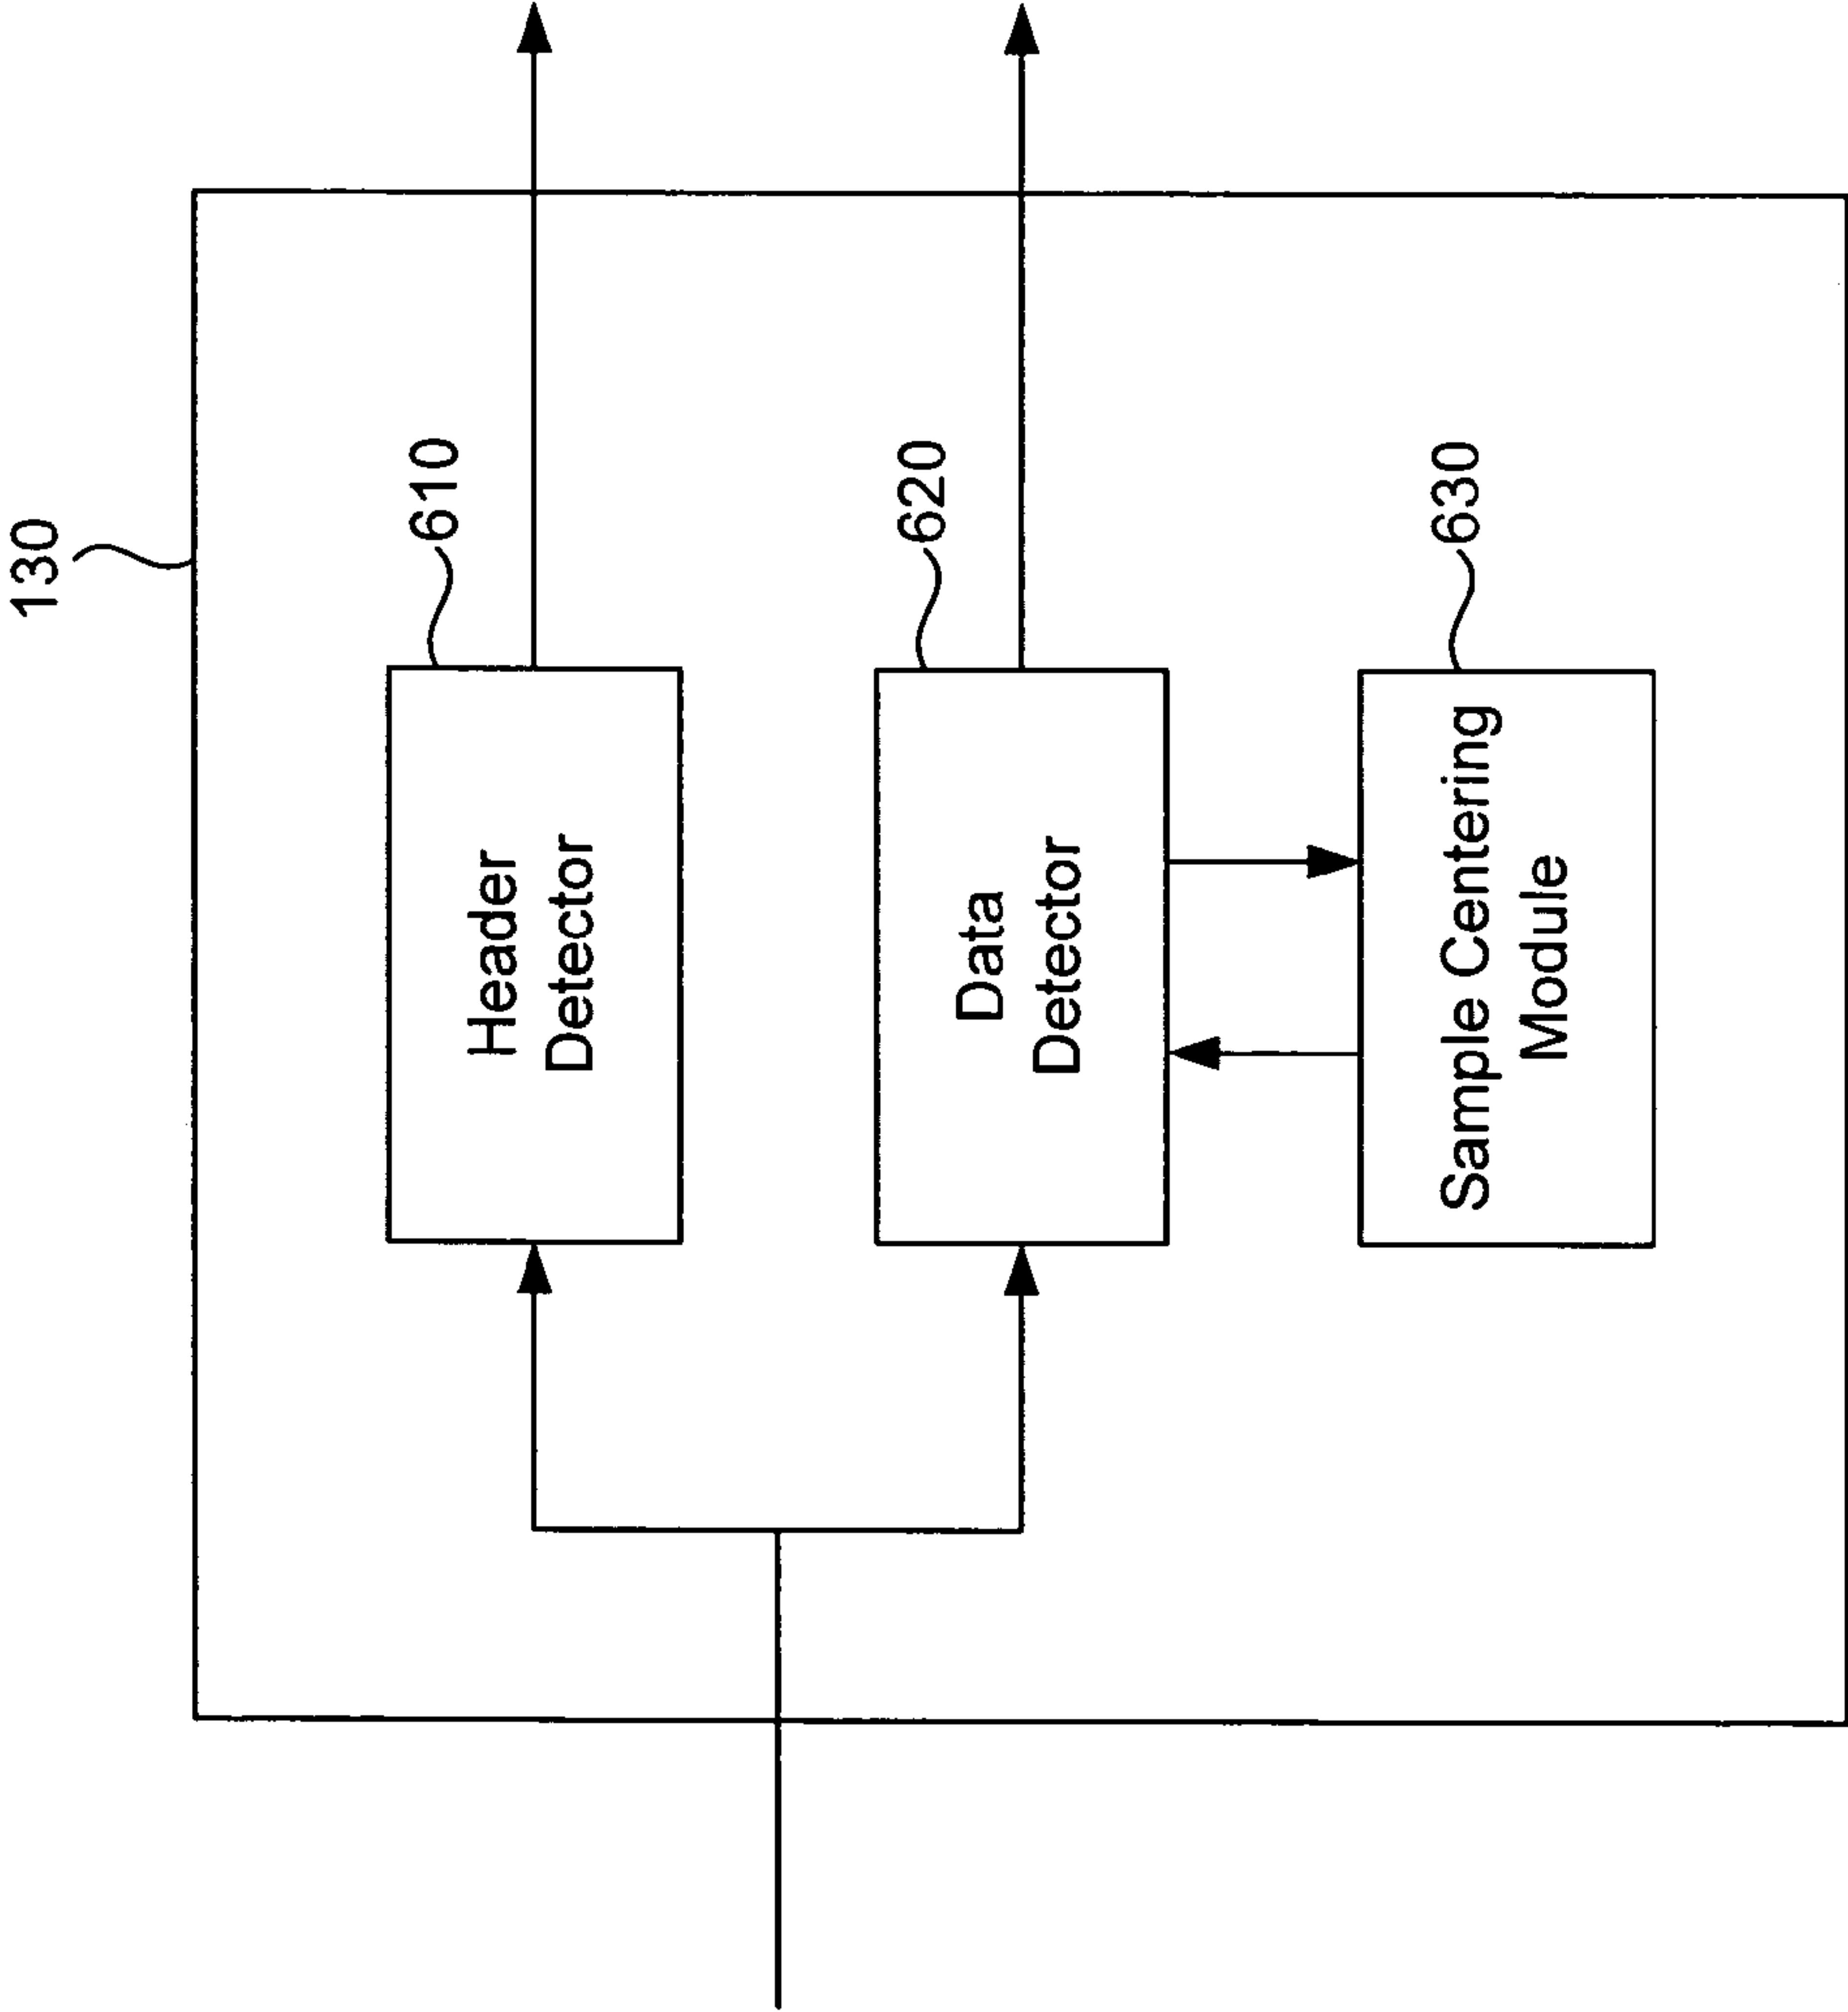 130
610
Header
Detector
620
Data
Detector
630
Sample Centering
Module